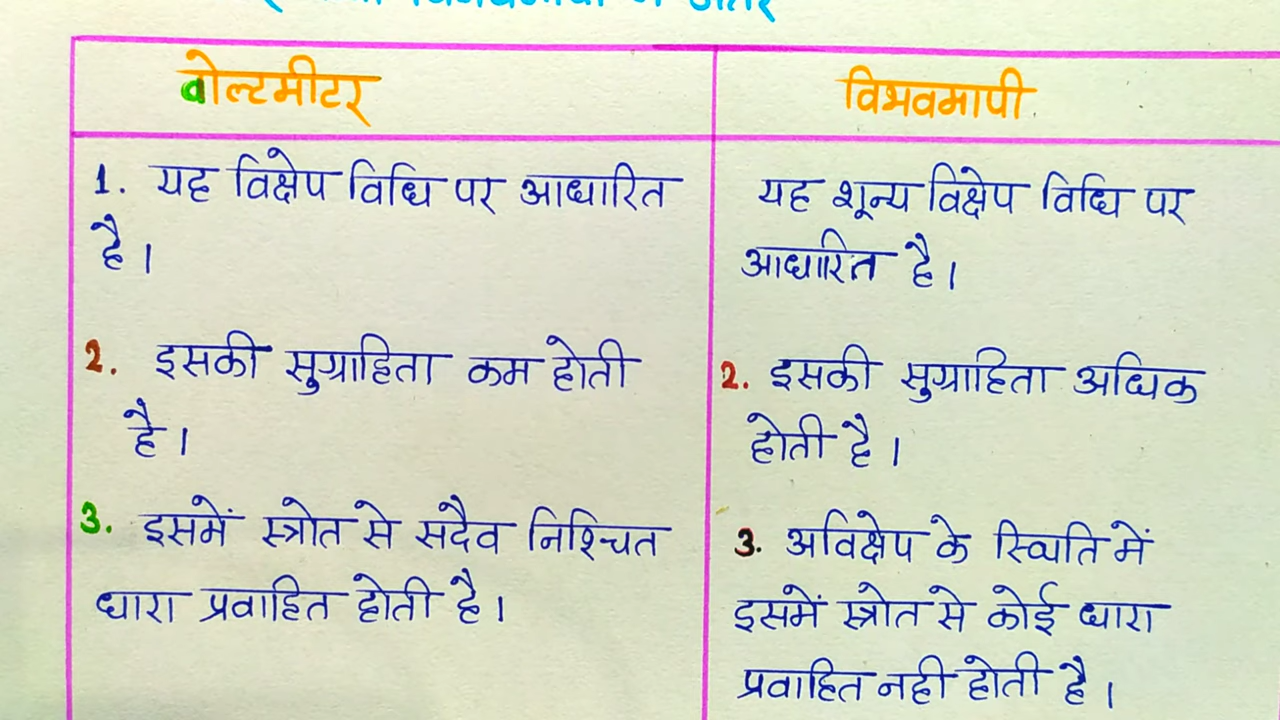 में अंतर
वोल्टमीटर
विभवमापी
1. यह विक्षेप विधि पर आधारित
है।
यह शून्य विक्षेप विधि पर
आधारित है।
2. इसकी सुग्राहिता कम होती
है।
2. इसकी सुग्राहिता अधिक
होती है।
3. इसमें स्त्रोत से सदैव निश्चित
धारा प्रवाहित होती है।
3. अविक्षेप के स्थिति में
इसमें स्त्रोत से कोई धारा
प्रवाहित नही होती है।